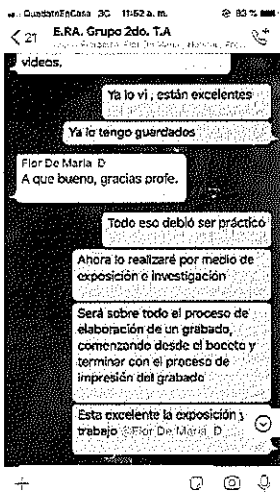 QuedateEnCasa 3G 11:52 a. m. 83 %
21 E.RA. Grupo 2do. T.A
videos,
Ya lo vi , están excelentes
Ya lo tengo guardados
Flor De Maria D
A que bueno, gracias profe.
Todo eso debió ser práctico
Ahora lo realizaré por medio de
exposición e investigación
Será sobre todo el proceso de
elaboración de un grabado,
comenzando desde el boceto y
terminar con el proceso de
impresión del grabado
Esta excelente la exposición y
trabajo @Flor De Maria D